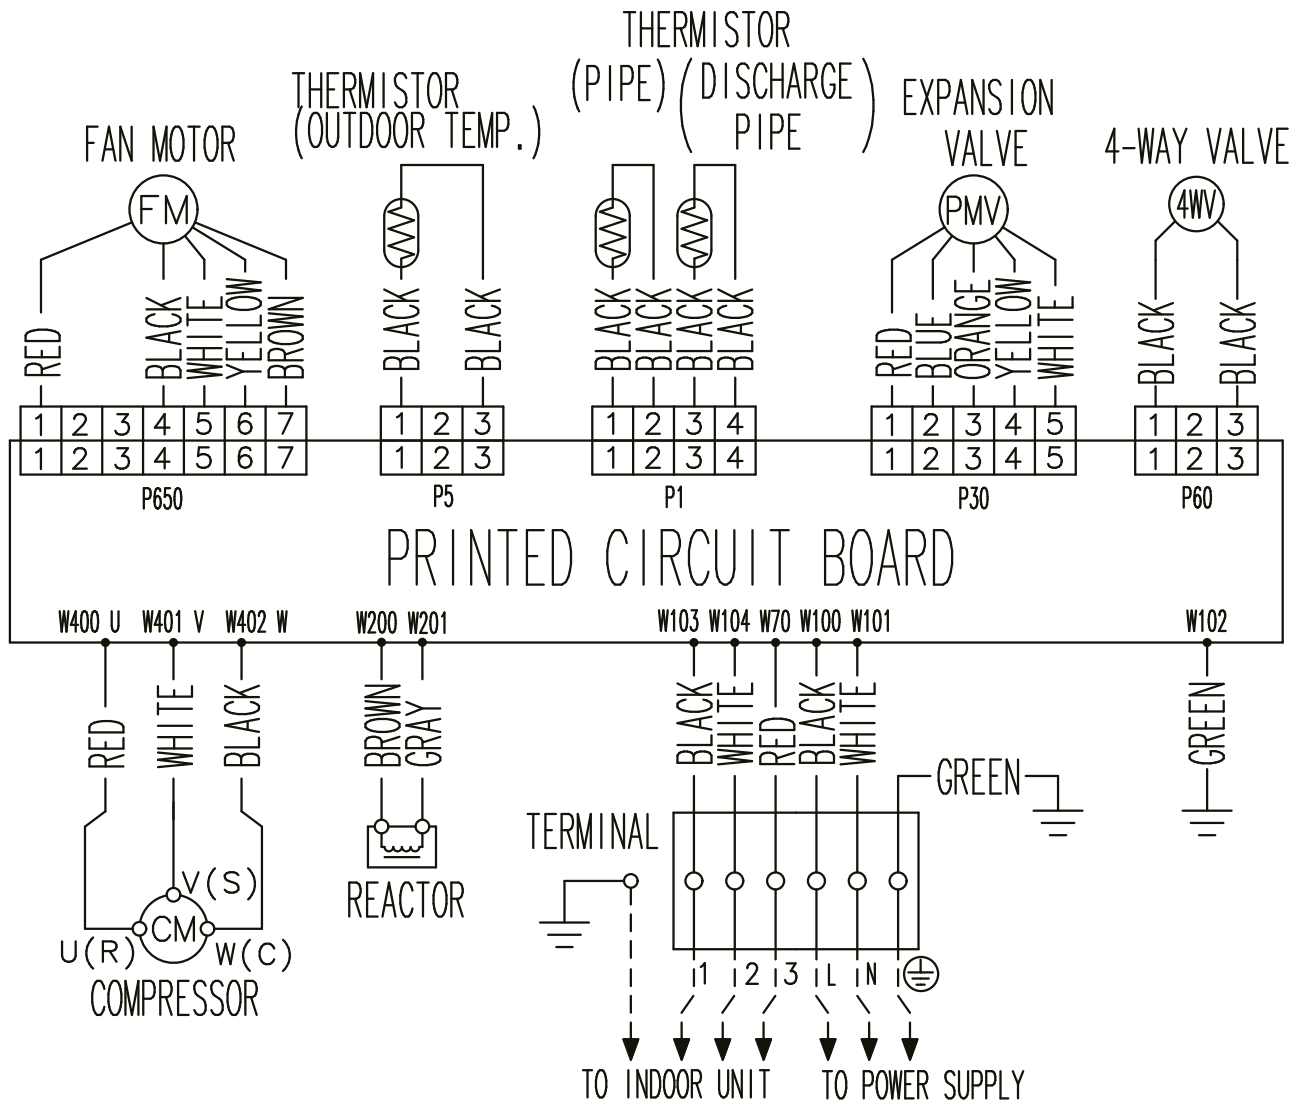 THERMISTOR
(PIPE) (DISCHARGE PIPE)
THERMISTOR
(OUTDOOR TEMP.)
EXPANSION
VALVE
FAN MOTOR
4-WAY VALVE
FM
PMV
4WV
RED BLACK WHITE YELLOW BROWN
BLACK BLACK
BLACK BLACK BLACK BLACK
RED BLUE ORANGE YELLOW WHITE
BLACK BLACK
1 2 3 4 5 6 7
1 2 3
1 2 3 4
1 2 3 4 5
1 2 3
1 2 3 4 5 6 7
1 2 3
1 2 3 4
1 2 3 4 5
1 2 3
P650
P5
P1
P30
P60
PRINTED CIRCUIT BOARD
W400 U W401 V W402 W
W200 W201
W103 W104 W70 W100 W101
W102
RED WHITE BLACK
BROWN GRAY
BLACK WHITE RED BLACK WHITE
GREEN
GREEN
TERMINAL
V(S)
REACTOR
CM
U(R)
W(C)
COMPRESSOR
1 2 3 L N
TO INDOOR UNIT
TO POWER SUPPLY